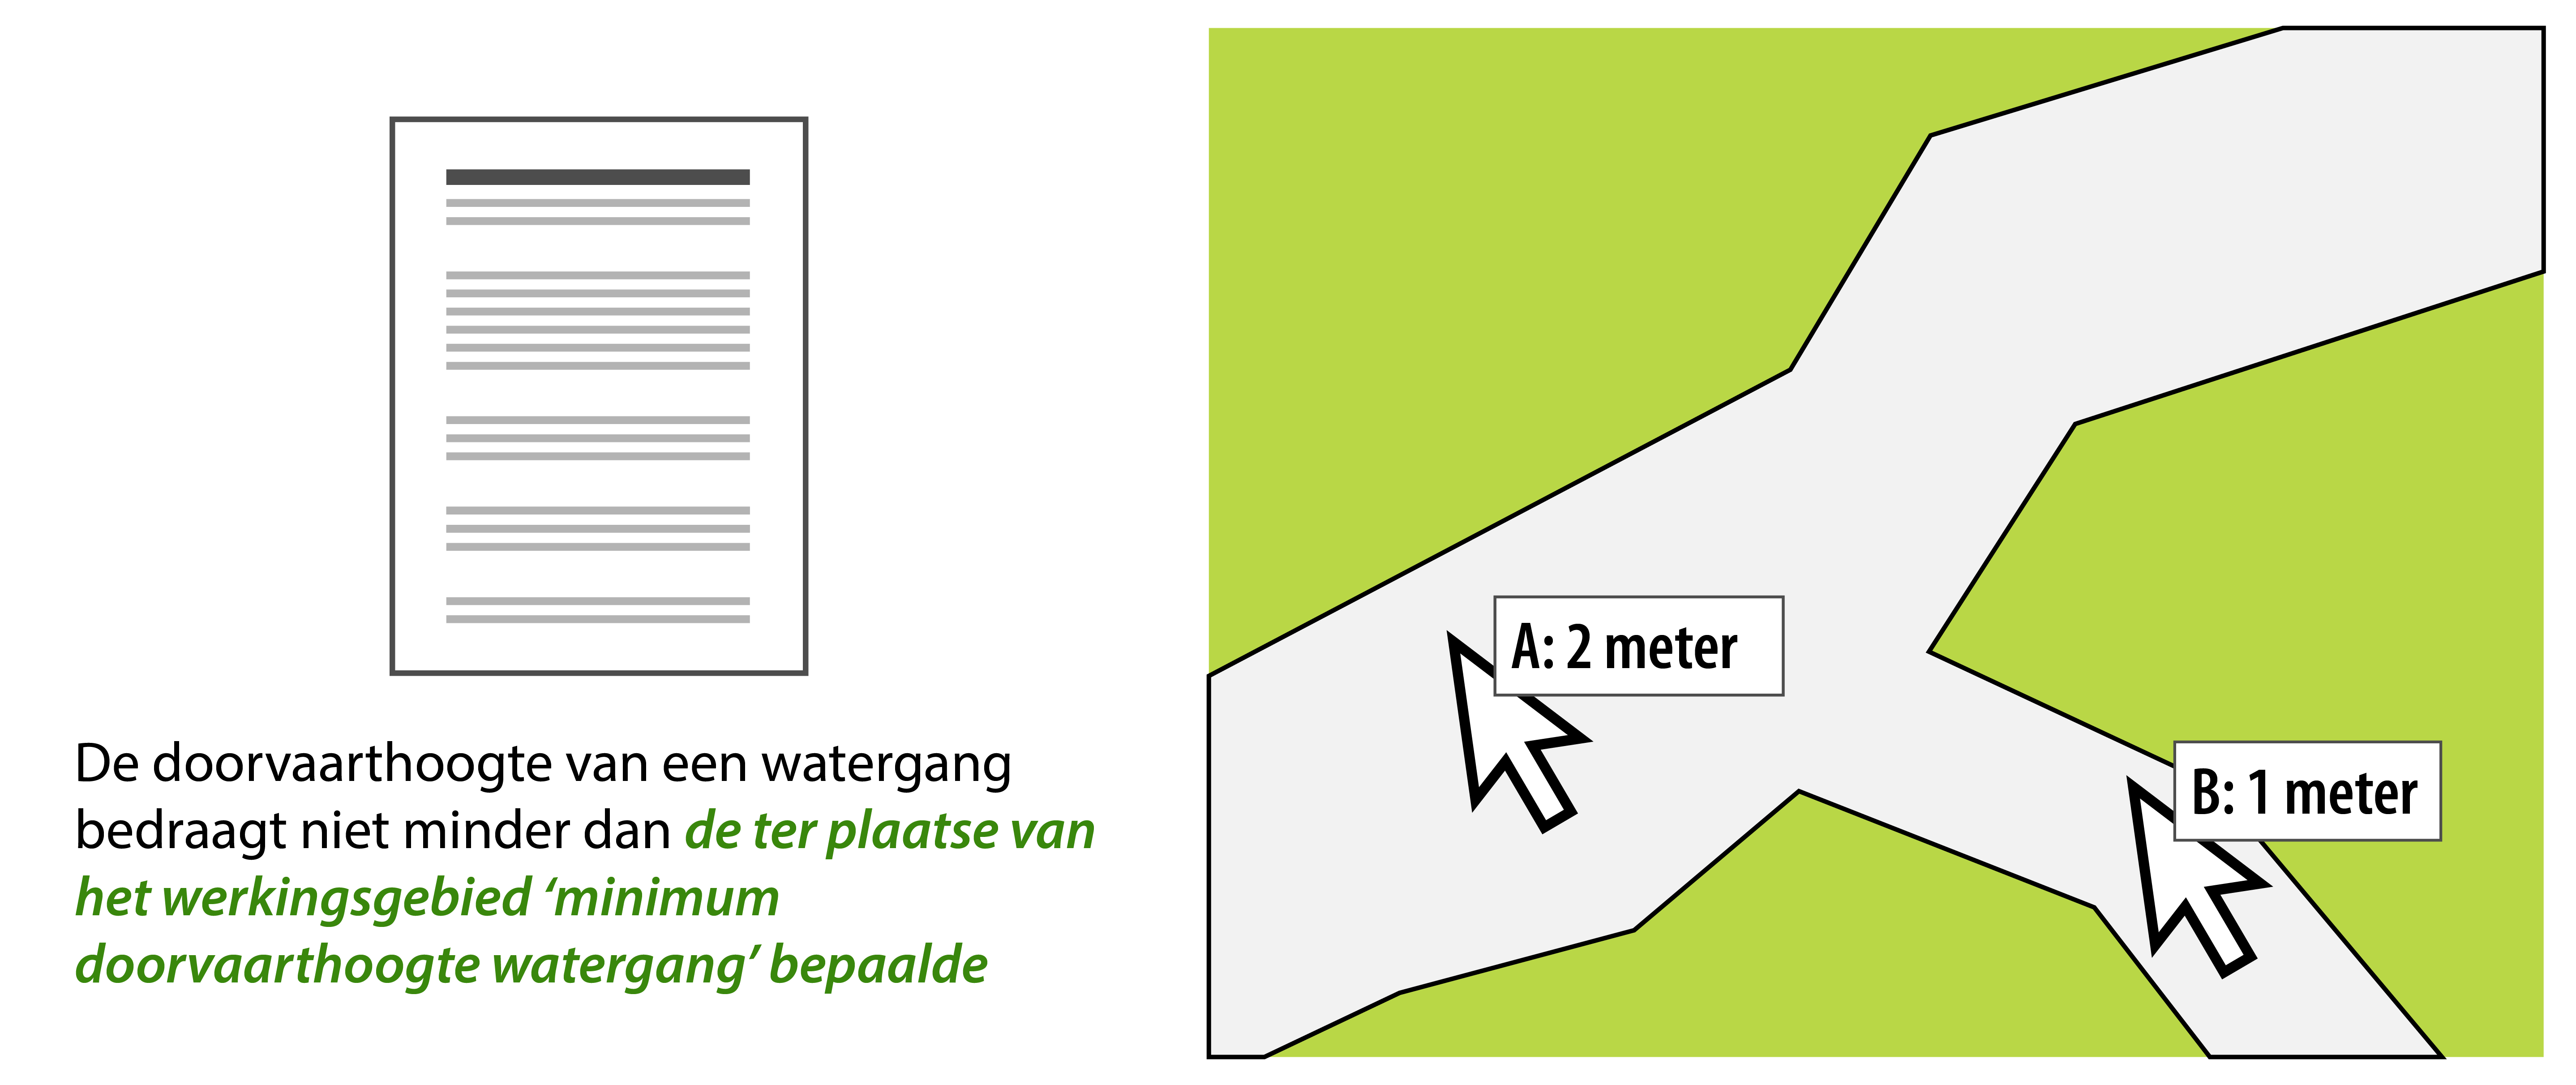 De doorvaarthoogte van een watergang
bedraagt niet minder dan de ter plaatse van
het werkingsgebied ‘minimum
doorvaarthoogte watergang’ bepaalde
A: 2 meter
B: 1 meter